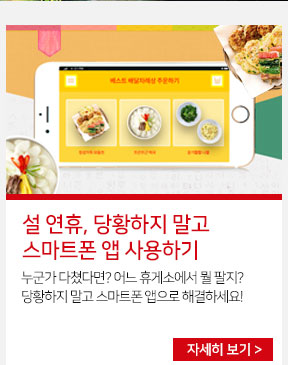 베스트 배달차례상 주문하기
설 연휴, 당황하지 말고
스마트폰 앱 사용하기
누군가 다쳤다면? 어느 휴게소에서 뭘 팔지?
당황하지 말고 스마트폰 앱으로 해결하세요!
자세히 보기 >